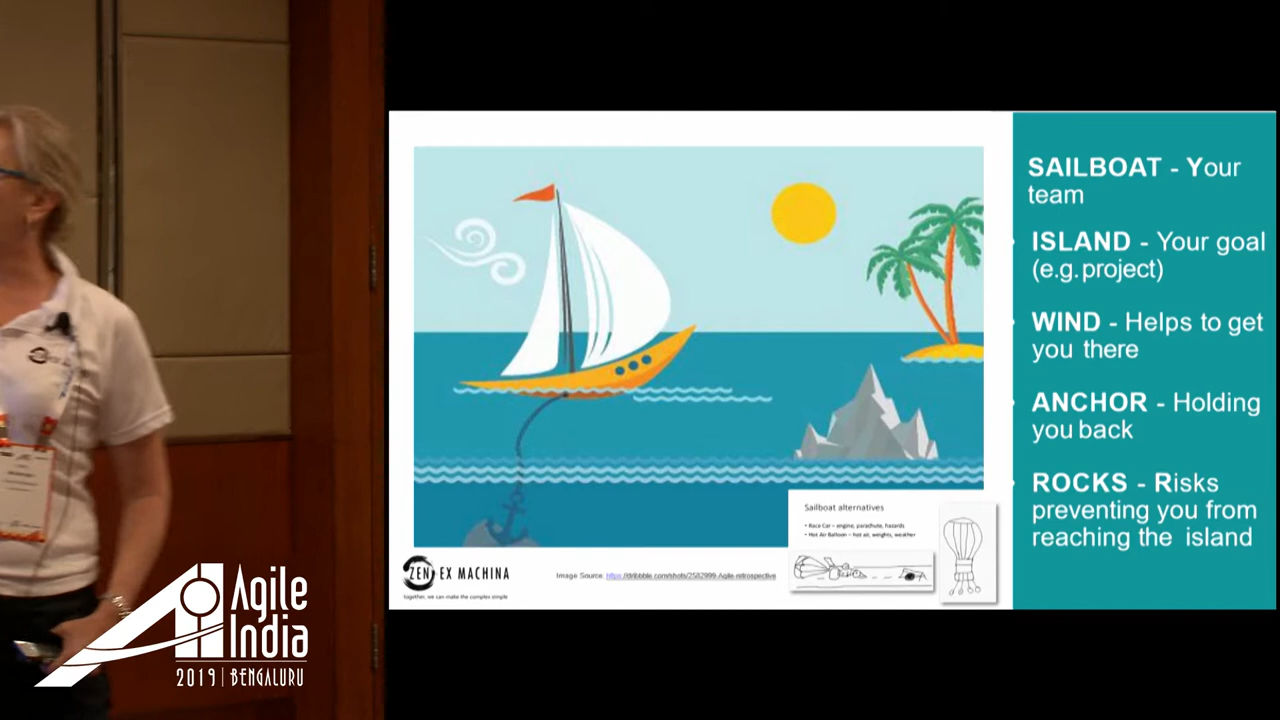 SAILBOAT - Your
team
ISLAND - Your goal
(e.g. project)
WIND - Helps to get
you there
ANCHOR - Holding
you back
ROCKS - Risks
preventing you from
reaching the island
Sailboat alternatives
• Race Car – engine, parachute, hazards
• Hot Air Balloon – hot air, weights, weather
ZEN EX MACHINA
together, we can make the complex simple
Image Source: https://dribbble.com/shots/2582999-Agile-retrospective
Agile
India
2019 | BENGALURU